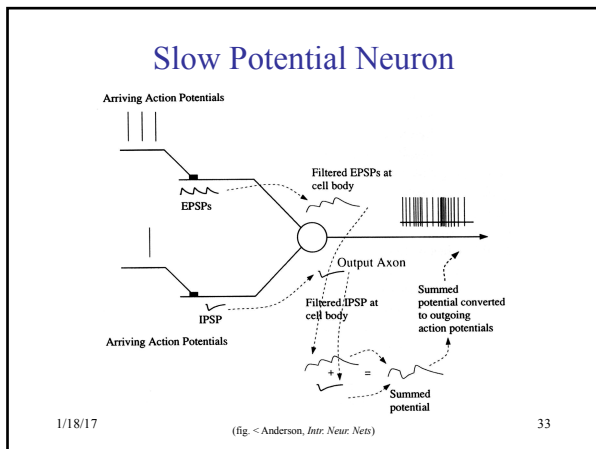 Slow Potential Neuron
Arriving Action Potentials
EPSPs
Filtered EPSPs at
cell body
IPSP
Arriving Action Potentials
Output Axon
Filtered IPSP at
cell body
+ =
Summed
potential
Summed
potential converted
to outgoing
action potentials
1/18/17
(fig. < Anderson, Intr. Neur. Nets)
33